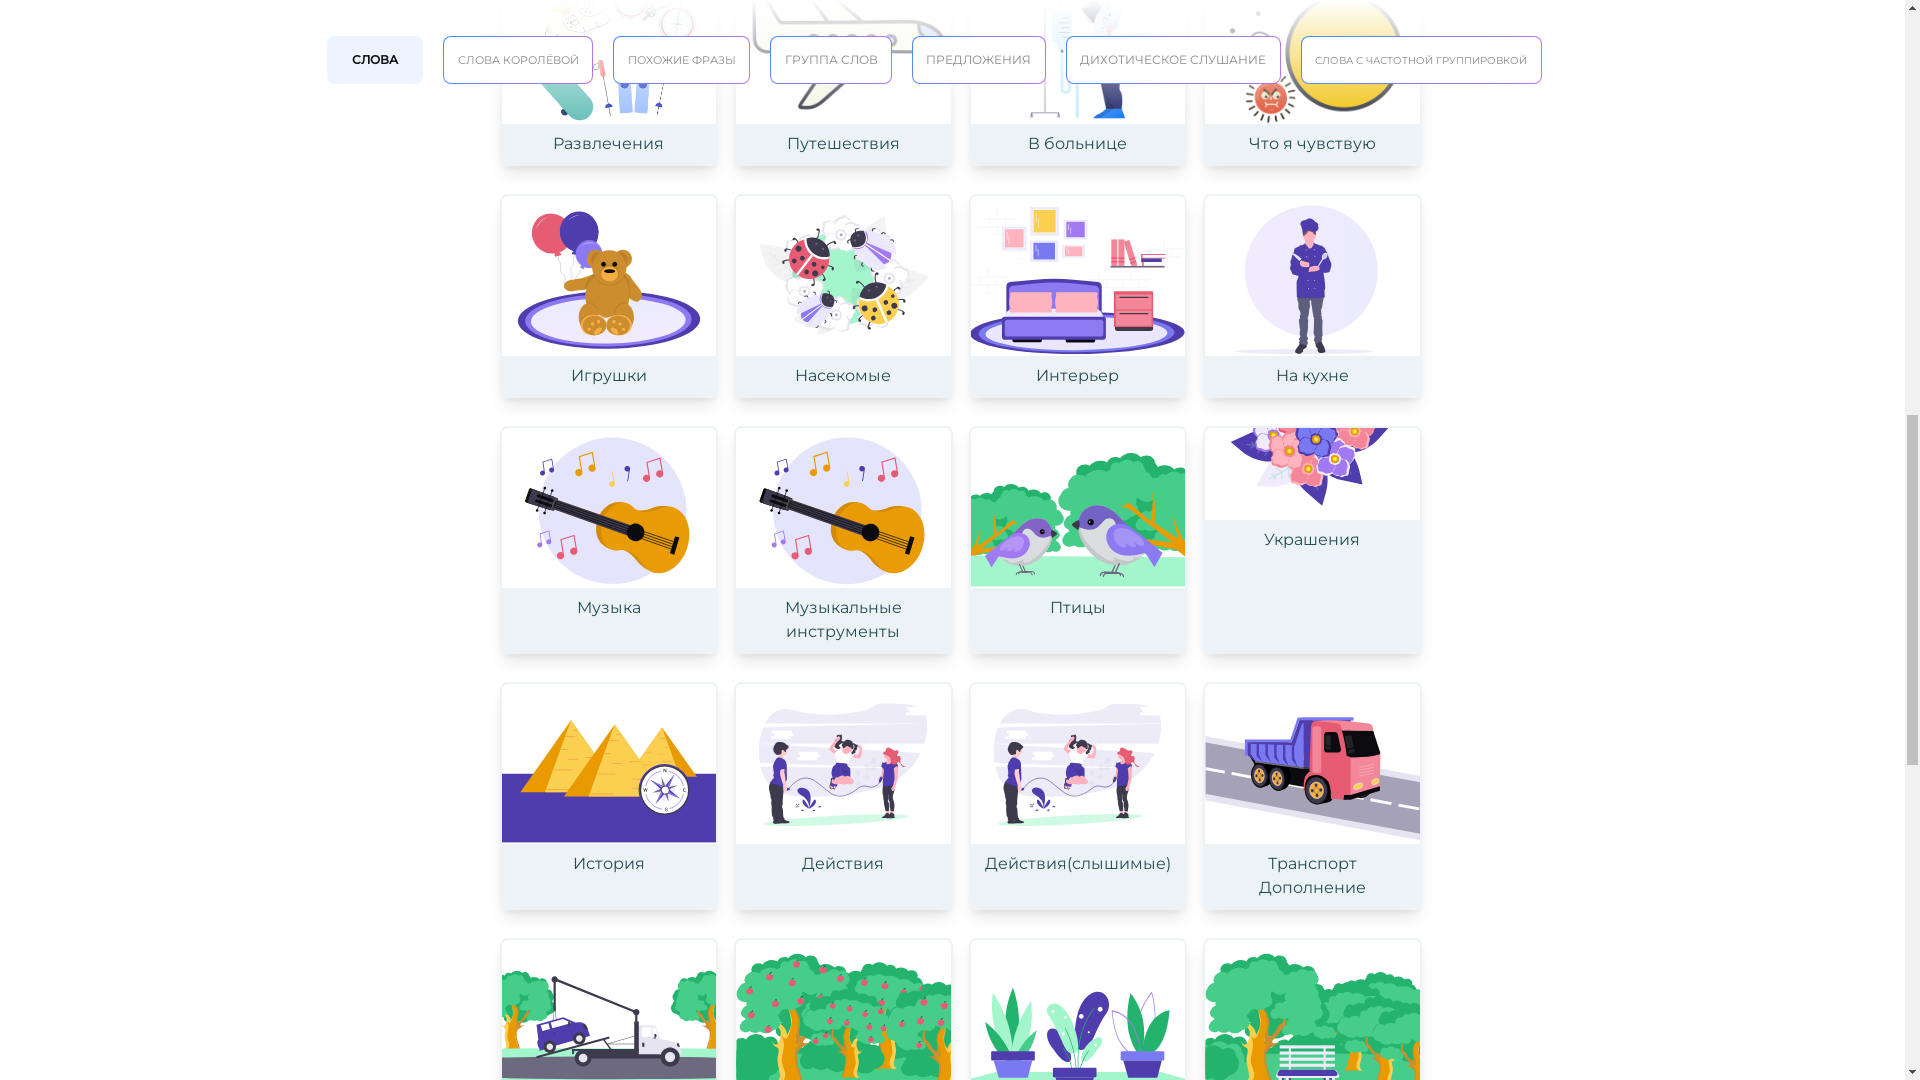 СЛОВА
СЛОВА КОРОЛЁВОЙ
ПОХОЖИЕ ФРАЗЫ
ГРУППА СЛОВ
ПРЕДЛОЖЕНИЯ
ДИХОТИЧЕСКОЕ СЛУШАНИЕ
СЛОВА С ЧАСТОТНОЙ ГРУППИРОВКОЙ
Развлечения
Путешествия
В больнице
Что я чувствую
Игрушки
Насекомые
Интерьер
На кухне
Музыка
Музыкальные
инструменты
Птицы
Украшения
История
Действия
Действия(слышимые)
Транспорт
Дополнение